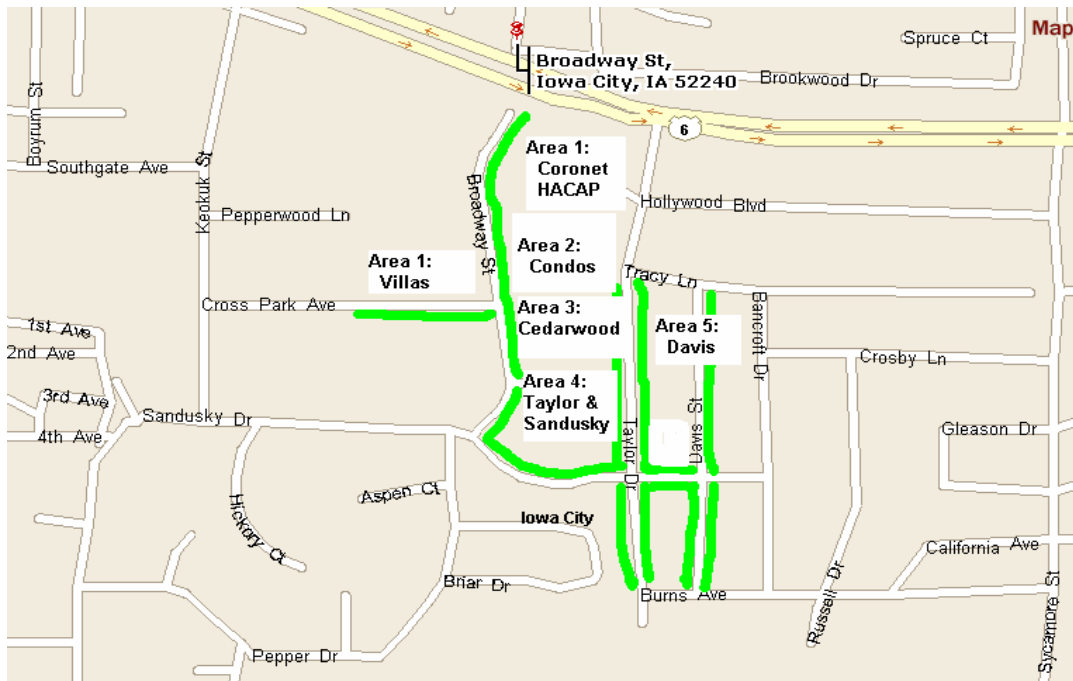 Map
Spruce Ct
Broadway St,
Iowa City, IA 52240
Brookwood Dr
Boyrum St
6
Southgate Ave
Keokuk St
Area 1:
Coronet
HACAP
Broadway St
Pepperwood Ln
Hollywood Blvd
Area 2:
Condos
Area 1:
Villas
Tracy Ln
Cross Park Ave
Area 3:
Cedarwood
Area 5:
Davis
Bancroft Dr
1st Ave
2nd Ave
Crosby Ln
3rd Ave
Area 4:
Taylor &
Sandusky
Sandusky Dr
4th Ave
Taylor Dr
Davis St
Gleason Dr
Aspen Ct
Hickory Ct
Iowa City
California Ave
Briar Dr
Burns Ave
Russell Dr
Sycamore St
Pepper Dr